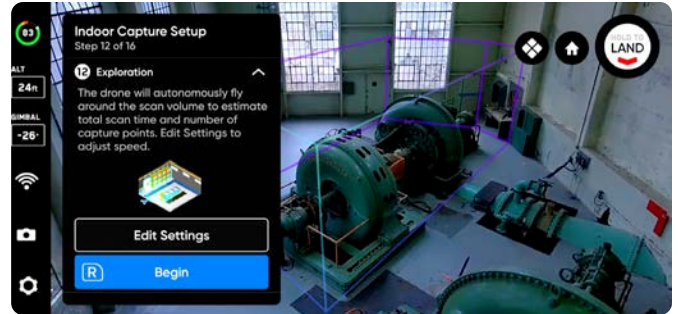 83
ALT
24ft
GIMBAL
-26°
Indoor Capture Setup
Step 12 of 16
12 Exploration
The drone will autonomously fly
around the scan volume to estimate
total scan time and number of
capture points. Edit Settings to
adjust speed.
Edit Settings
R Begin
HOLD TO
LAND